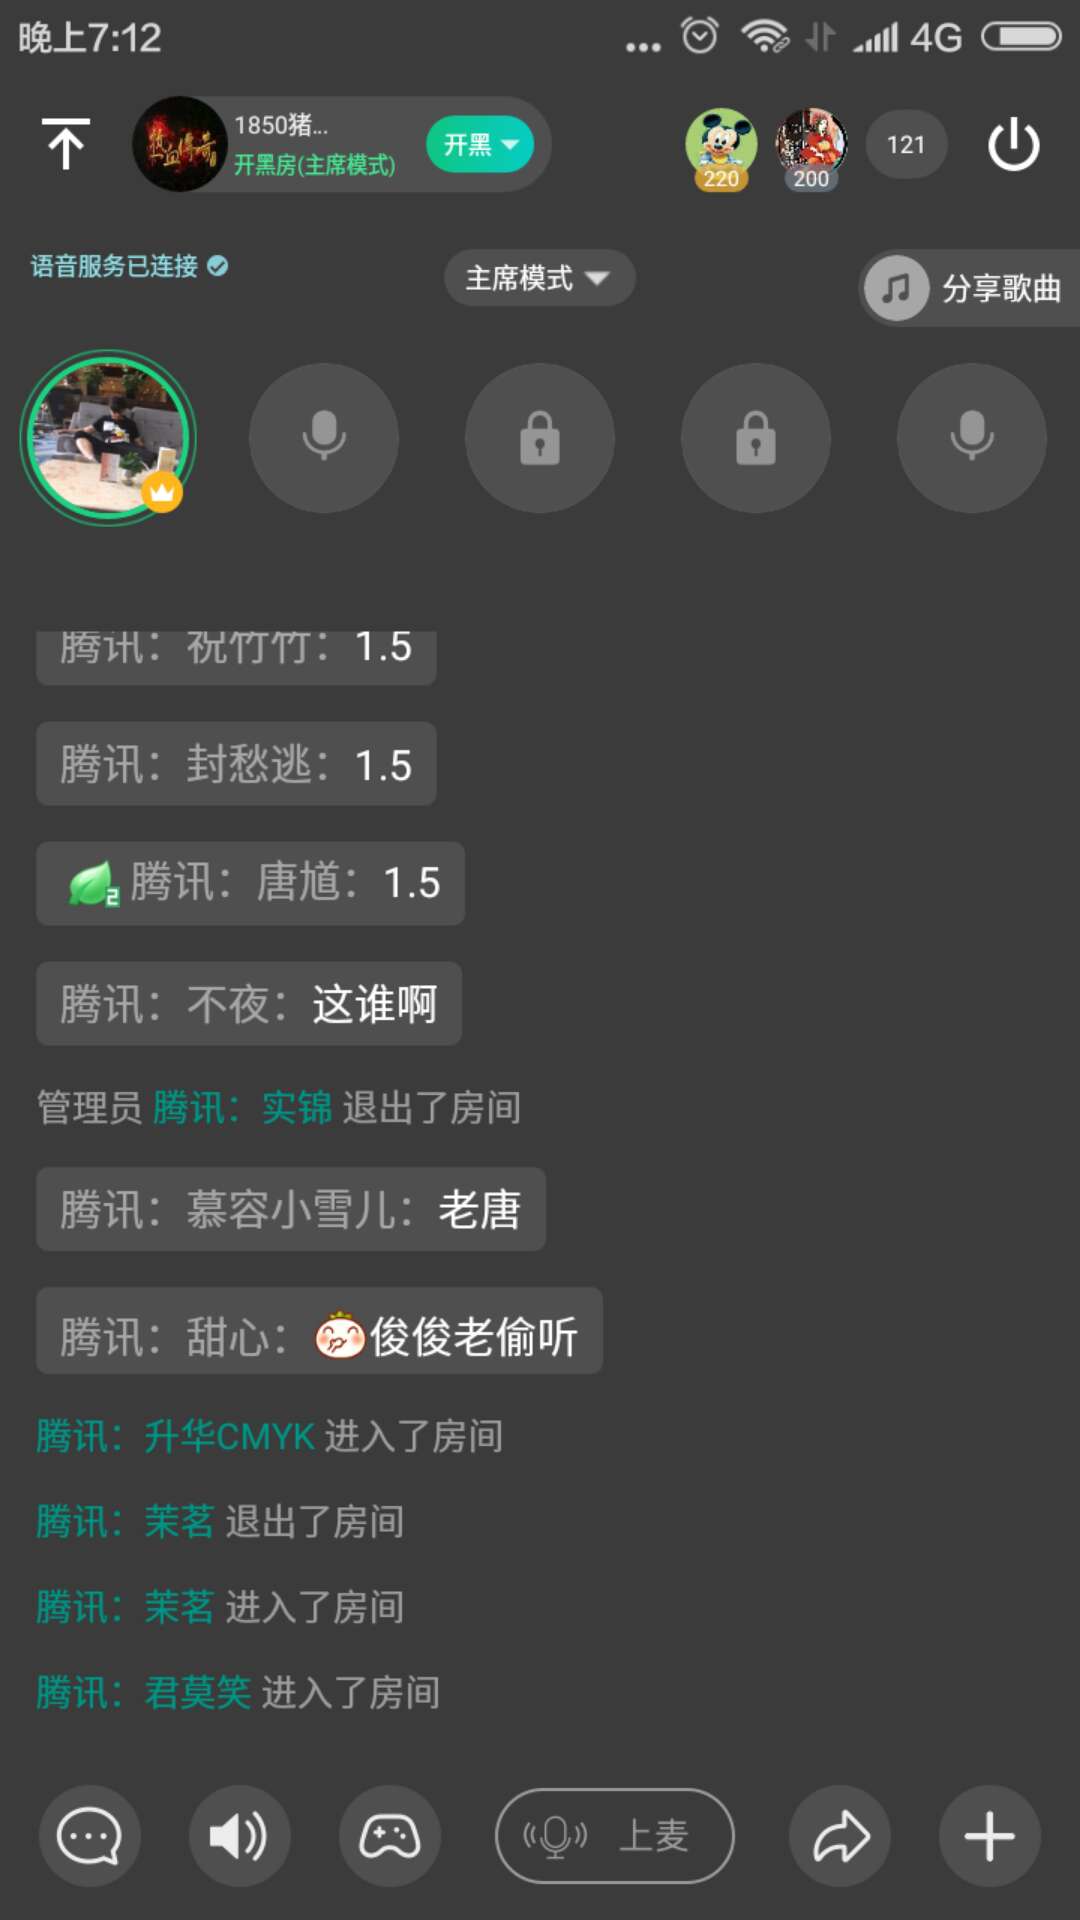 晚上7:12
4G
1850猪...
开黑房(主席模式)
开黑
220
200
121
语音服务已连接
主席模式
分享歌曲
腾讯：祝竹竹：1.5
腾讯：封愁逃：1.5
2 腾讯：唐馗：1.5
腾讯：不夜：这谁啊
管理员 腾讯：实锦 退出了房间
腾讯：慕容小雪儿：老唐
腾讯：甜心：俊俊老偷听
腾讯：升华CMYK 进入了房间
腾讯：茉茗 退出了房间
腾讯：茉茗 进入了房间
腾讯：君莫笑 进入了房间
上麦